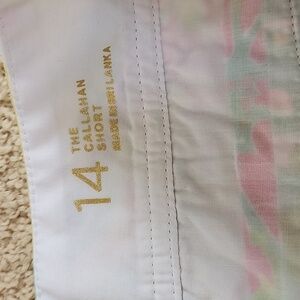 14
THE
CALLAHAN
SHORT
MADE IN SRI LANKA